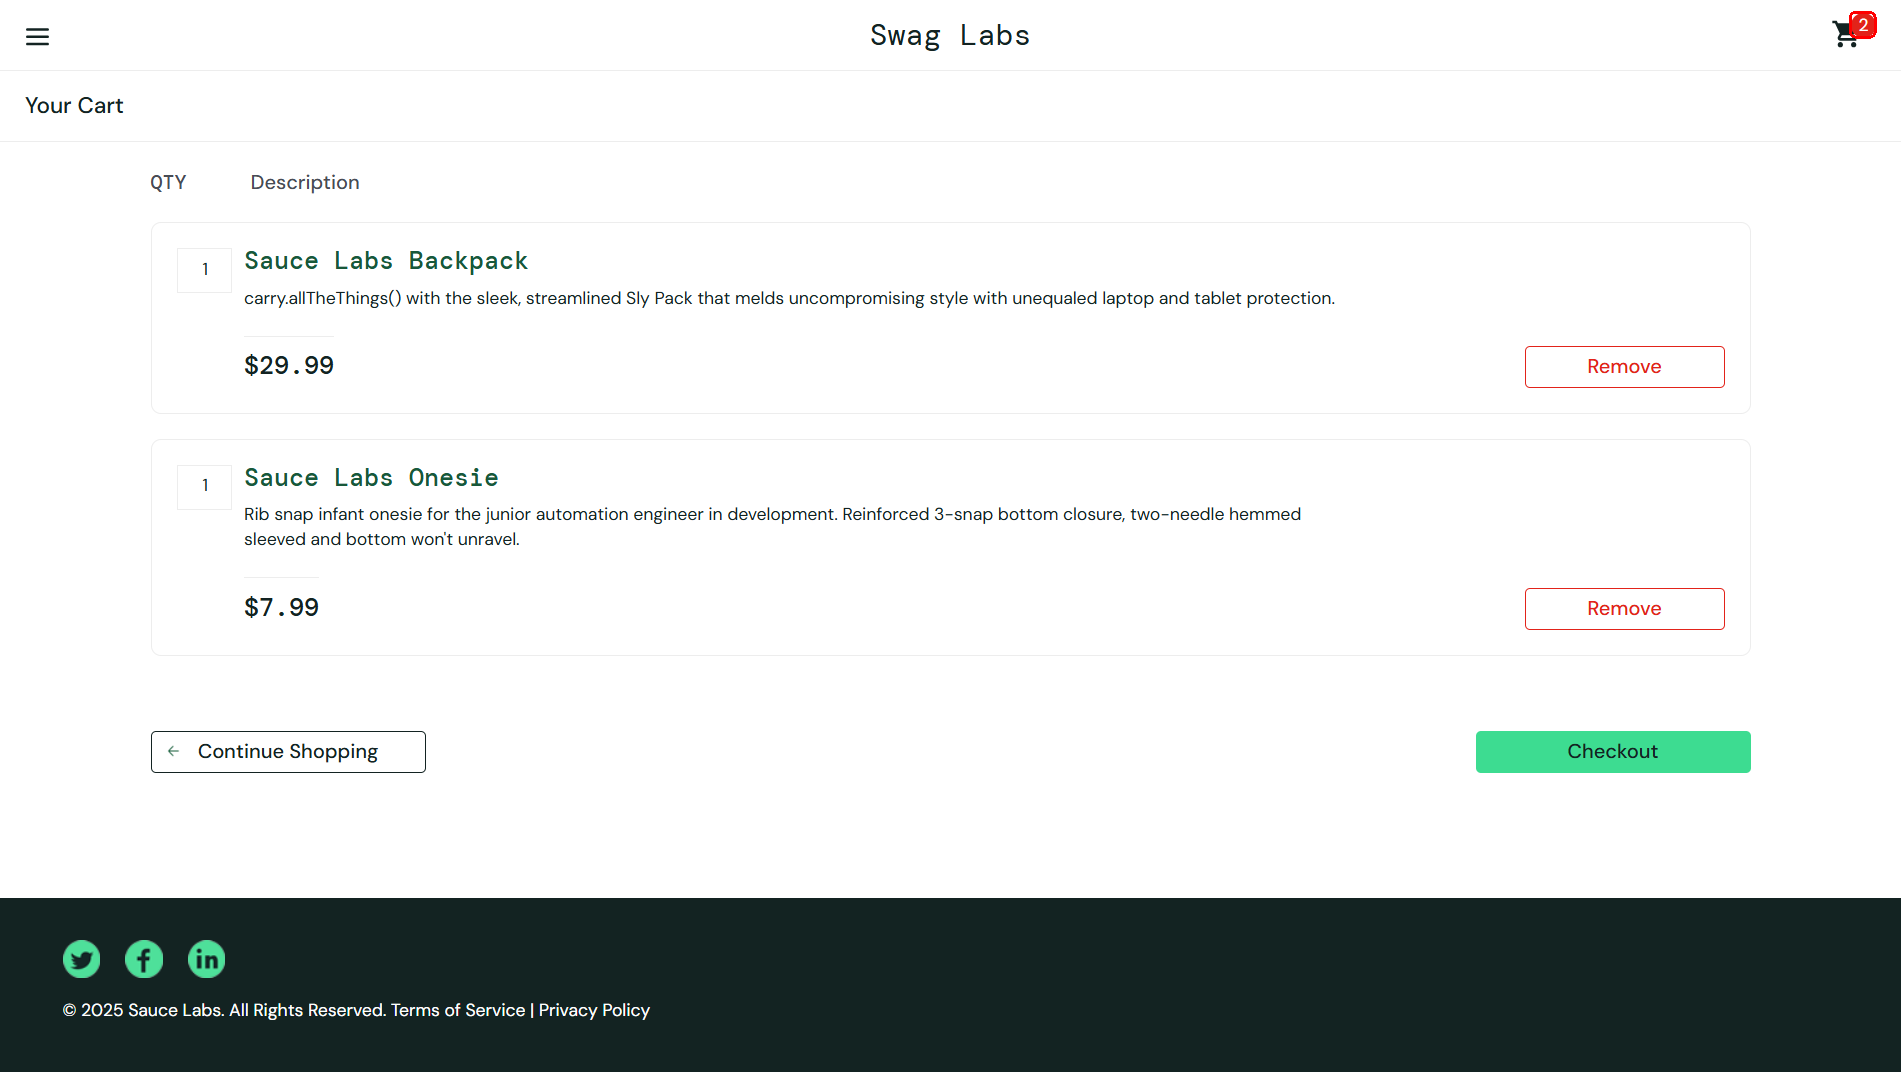 Swag Labs
2
Your Cart
QTY Description
1
Sauce Labs Backpack
carry.allTheThings() with the sleek, streamlined Sly Pack that melds uncompromising style with unequaled laptop and tablet protection.
$29.99
Remove
1
Sauce Labs Onesie
Rib snap infant onesie for the junior automation engineer in development. Reinforced 3-snap bottom closure, two-needle hemmed
sleeved and bottom won't unravel.
$7.99
Remove
Continue Shopping
Checkout
© 2025 Sauce Labs. All Rights Reserved. Terms of Service | Privacy Policy